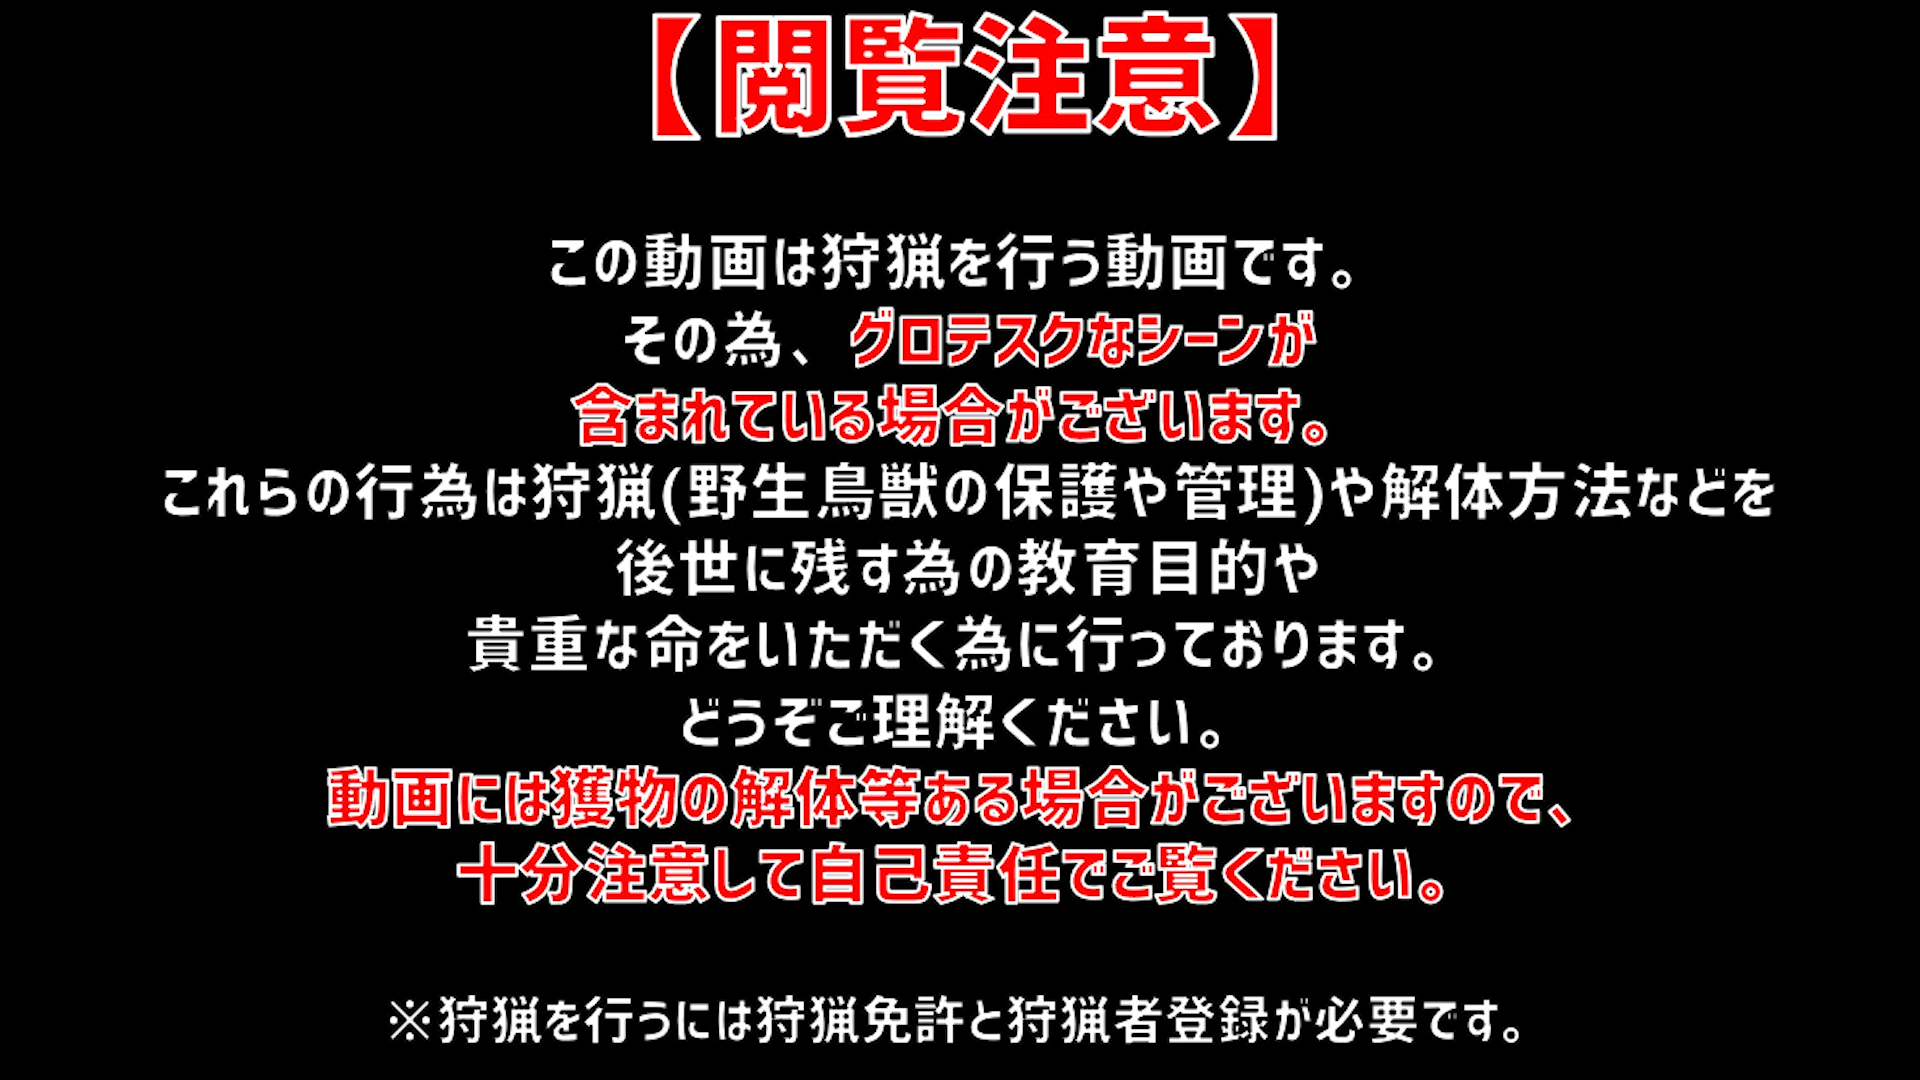 【閲覧注意】
この動画は狩猟を行う動画です。
その為、グロテスクなシーンが
含まれている場合がございます。
これらの行為は狩猟(野生鳥獣の保護や管理)や解体方法などを
後世に残す為の教育目的や
貴重な命をいただく為に行っております。
どうぞご理解ください。
動画には獲物の解体等ある場合がございますので、
十分注意して自己責任でご覧ください。
※狩猟を行うには狩猟免許と狩猟者登録が必要です。